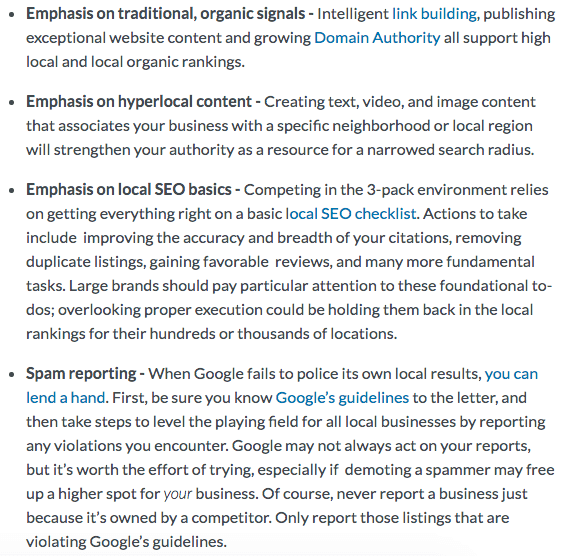 • Emphasis on traditional, organic signals - Intelligent link building, publishing
exceptional website content and growing Domain Authority all support high
local and local organic rankings.
• Emphasis on hyperlocal content - Creating text, video, and image content
that associates your business with a specific neighborhood or local region
will strengthen your authority as a resource for a narrowed search radius.
• Emphasis on local SEO basics - Competing in the 3-pack environment relies
on getting everything right on a basic local SEO checklist. Actions to take
include improving the accuracy and breadth of your citations, removing
duplicate listings, gaining favorable reviews, and many more fundamental
tasks. Large brands should pay particular attention to these foundational to-
dos; overlooking proper execution could be holding them back in the local
rankings for their hundreds or thousands of locations.
• Spam reporting - When Google fails to police its own local results, you can
lend a hand. First, be sure you know Google's guidelines to the letter, and
then take steps to level the playing field for all local businesses by reporting
any violations you encounter. Google may not always act on your reports,
but it's worth the effort of trying, especially if demoting a spammer may free
up a higher spot for your business. Of course, never report a business just
because it's owned by a competitor. Only report those listings that are
violating Google's guidelines.